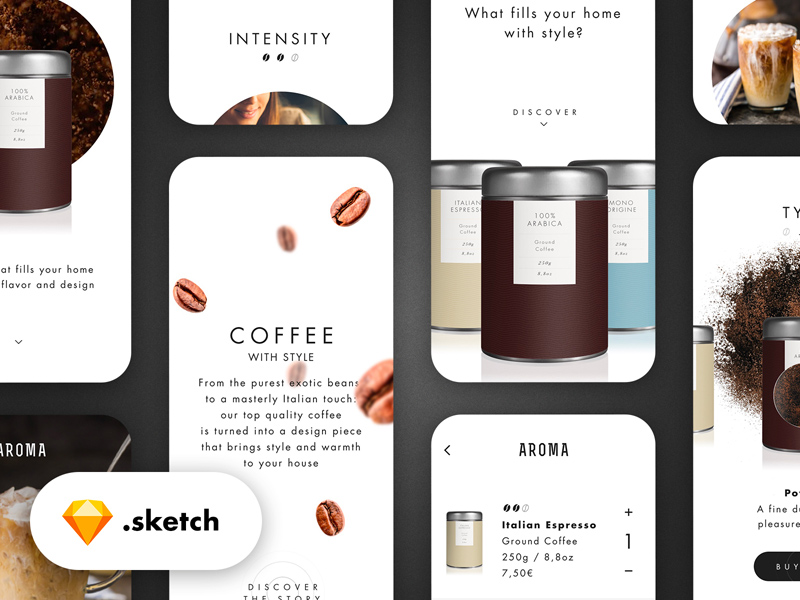 100%
ARABICA
Ground
Coffee
250g
8,8oz
at fills your home
flavor and design
AROMA
.sketch
INTENSITY
COFFEE
WITH STYLE
From the purest exotic beans
to a masterly Italian touch:
our top quality coffee
is turned into a design piece
that brings style and warmth
to your house
DISCOVER
THE STORY
What fills your home
with style?
DISCOVER
ITALIAN
ESPRESSO
Ground
Coffee
250g
8,8oz
100%
ARABICA
Ground
Coffee
250g
8,8oz
MONO
ORIGINE
Ground
Coffee
250g
8,8oz
AROMA
Italian Espresso
Ground Coffee
250g / 8,8oz
7,50€
+
1
−
TY
Po
A fine du
pleasure
BUY